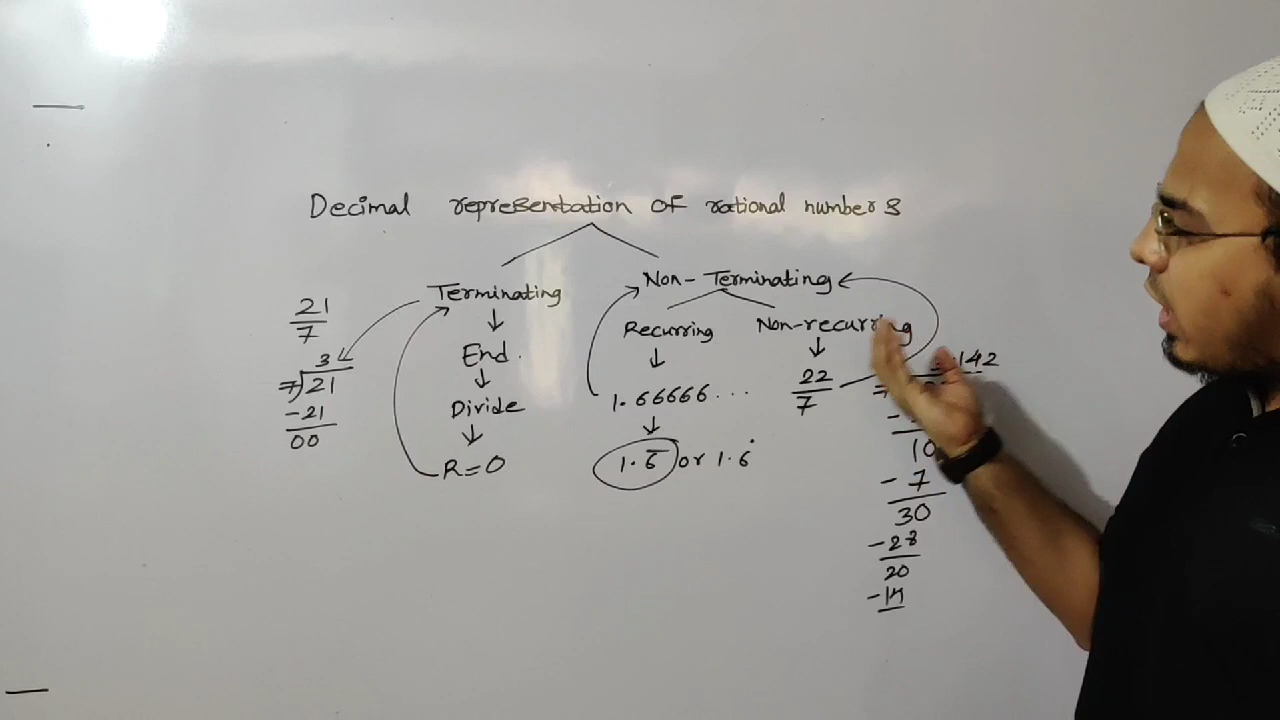 Decimal representation of rational numbers
Terminating
Non-Terminating
21
7
3
7)21
-21
00
End.
Divide
R=0
Recurring
Non-recurring
1.66666...
1.6̅ or 1.6̇
22
7
142
10
-7
30
-28
20
-14